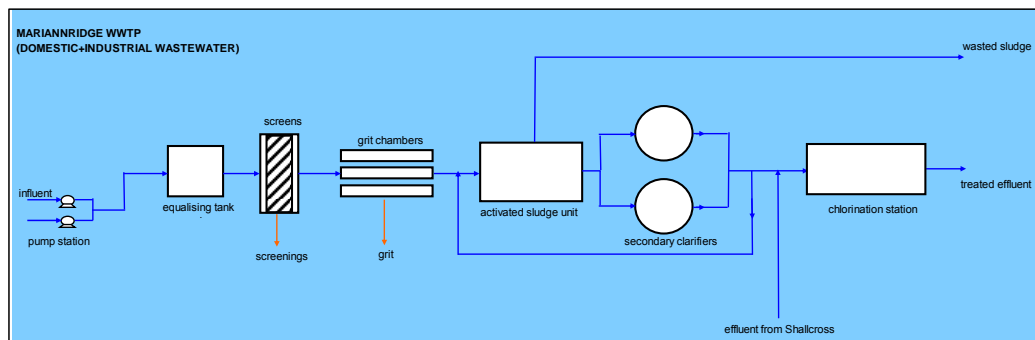 MARIANNRIDGE WWTP
(DOMESTIC+INDUSTRIAL WASTEWATER)
wasted sludge
screens
grit chambers
influent
equalising tank
activated sludge unit
chlorination station
treated effluent
pump station
secondary clarifiers
screenings
grit
effluent from Shallcross